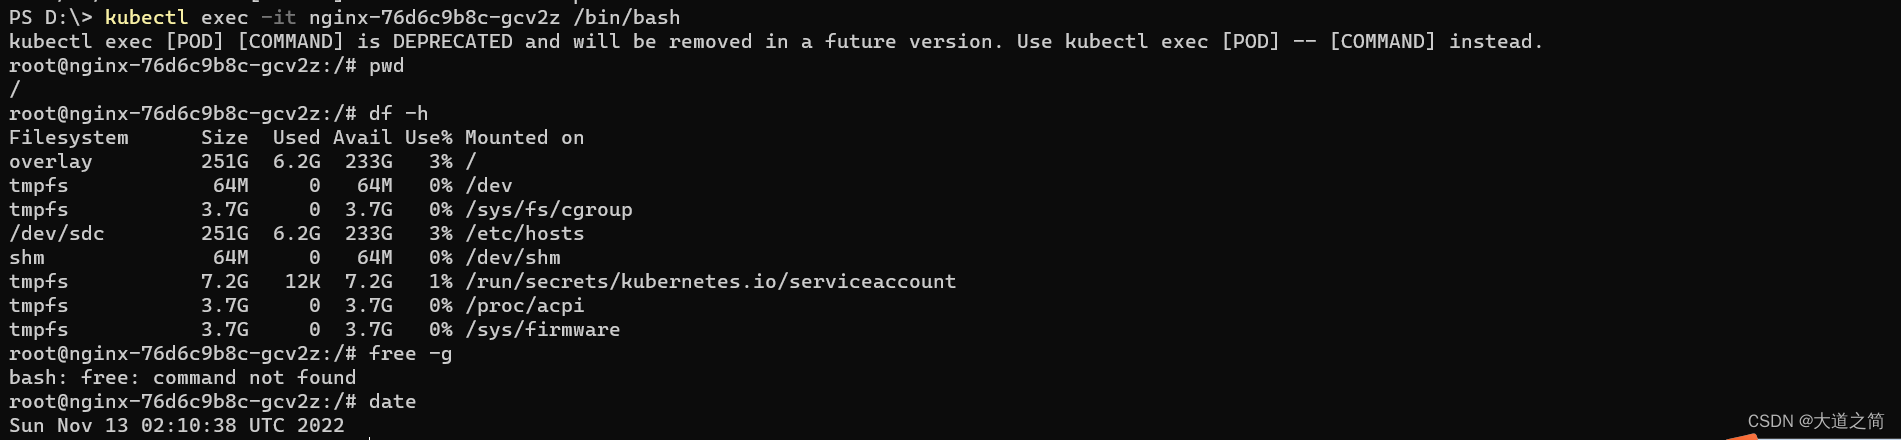 PS D:\> kubectl exec -it nginx-76d6c9b8c-gcv2z /bin/bash
kubectl exec [POD] [COMMAND] is DEPRECATED and will be removed in a future version. Use kubectl exec [POD] -- [COMMAND] instead.
root@nginx-76d6c9b8c-gcv2z:/# pwd
/
root@nginx-76d6c9b8c-gcv2z:/# df -h
Filesystem      Size  Used Avail Use% Mounted on
overlay         251G  6.2G  233G   3% /
tmpfs            64M     0   64M   0% /dev
tmpfs           3.7G     0  3.7G   0% /sys/fs/cgroup
/dev/sdc        251G  6.2G  233G   3% /etc/hosts
shm              64M     0   64M   0% /dev/shm
tmpfs           7.2G   12K  7.2G   1% /run/secrets/kubernetes.io/serviceaccount
tmpfs           3.7G     0  3.7G   0% /proc/acpi
tmpfs           3.7G     0  3.7G   0% /sys/firmware
root@nginx-76d6c9b8c-gcv2z:/# free -g
bash: free: command not found
root@nginx-76d6c9b8c-gcv2z:/# date
Sun Nov 13 02:10:38 UTC 2022
CSDN @大道之简